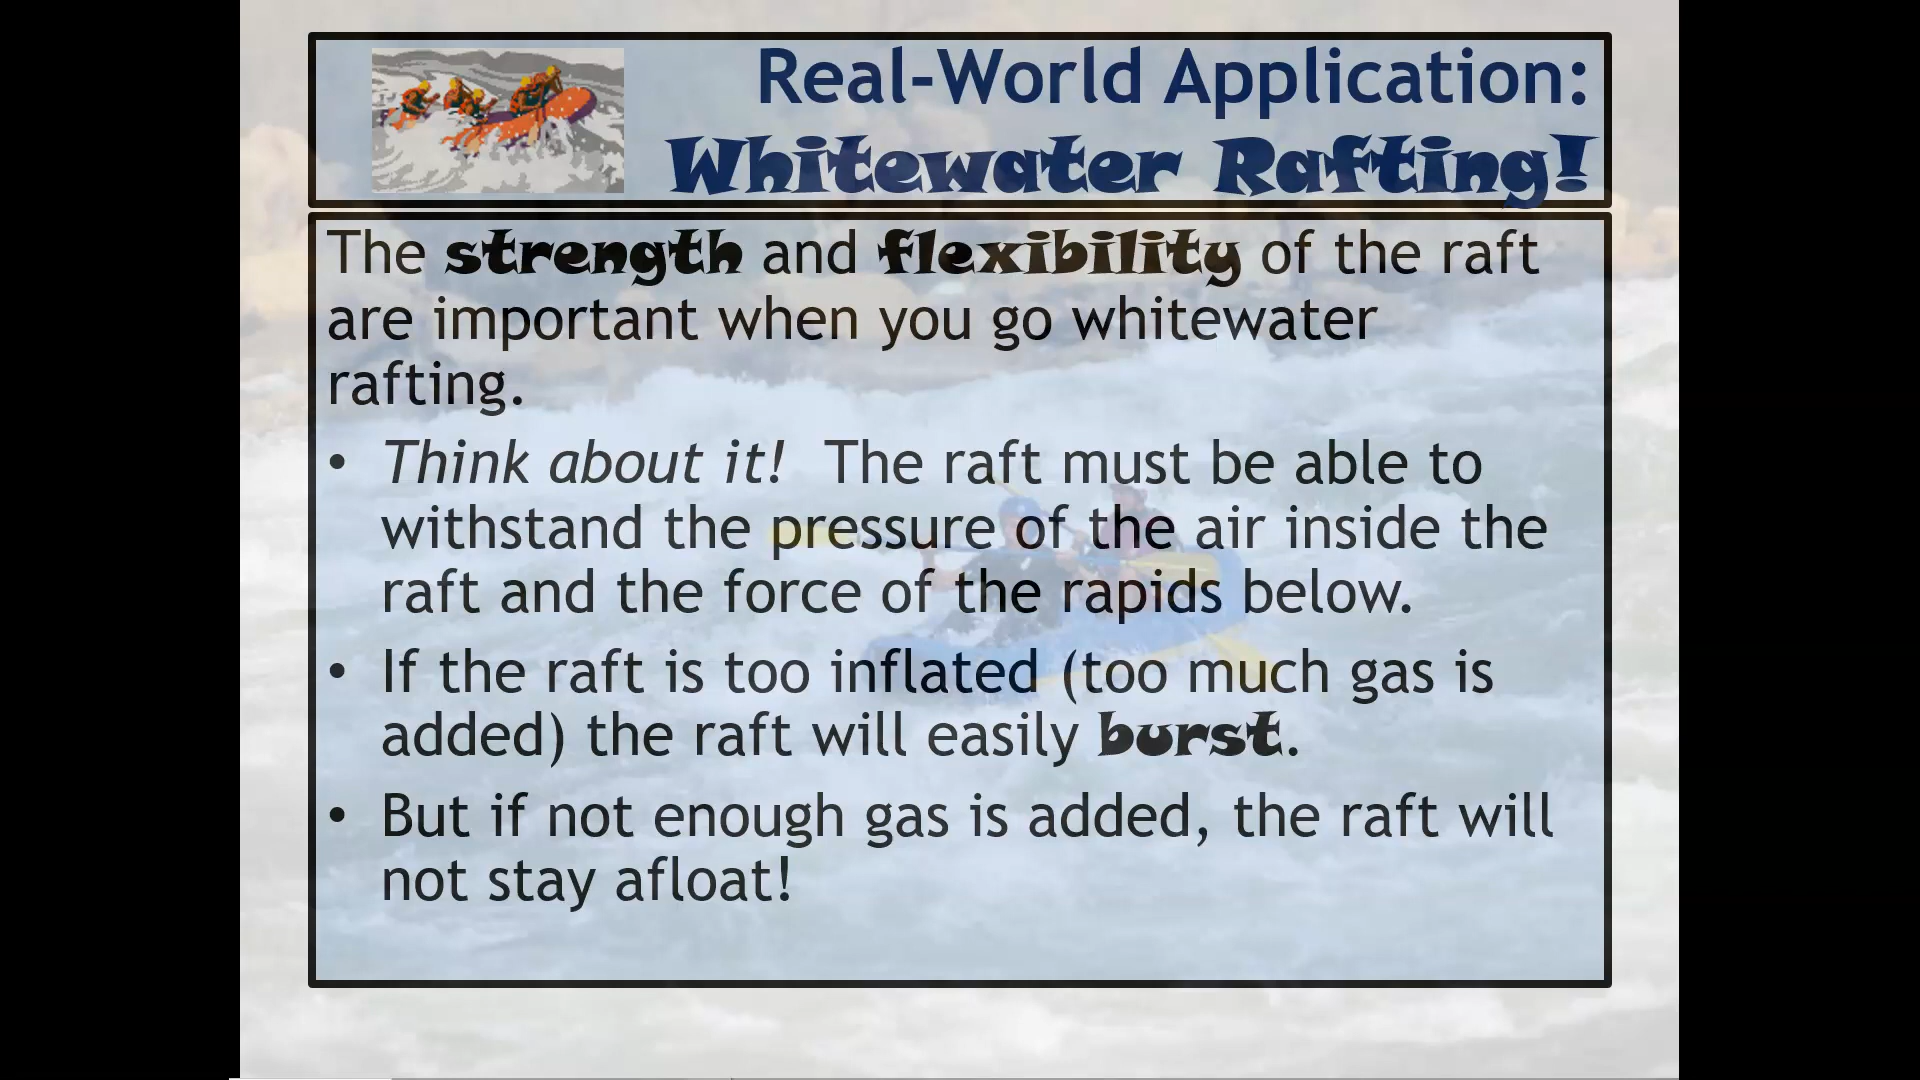 Real-World Application:
Whitewater Rafting!
The strength and flexibility of the raft
are important when you go whitewater
rafting.
• Think about it! The raft must be able to
withstand the pressure of the air inside the
raft and the force of the rapids below.
• If the raft is too inflated (too much gas is
added) the raft will easily burst.
• But if not enough gas is added, the raft will
not stay afloat!